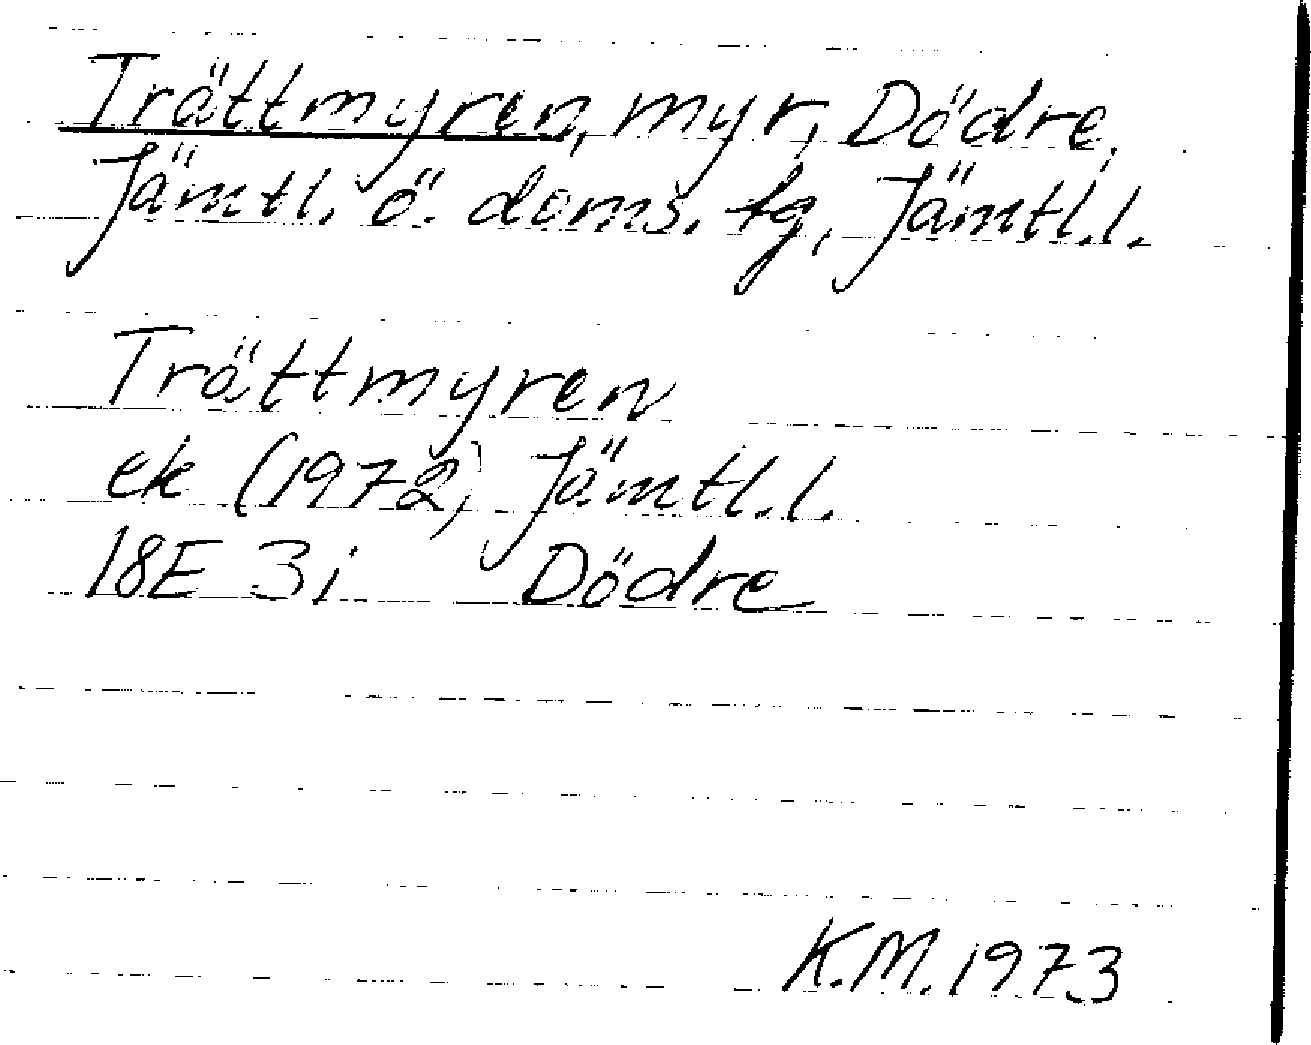 Trättmyren, myr, Dödre,
Jämtl. ö. doms. tg, Jämtl.l.
Trättmyren
ek (1972) Jämtl.l.
18E 3i Dödre
K.M. 1973